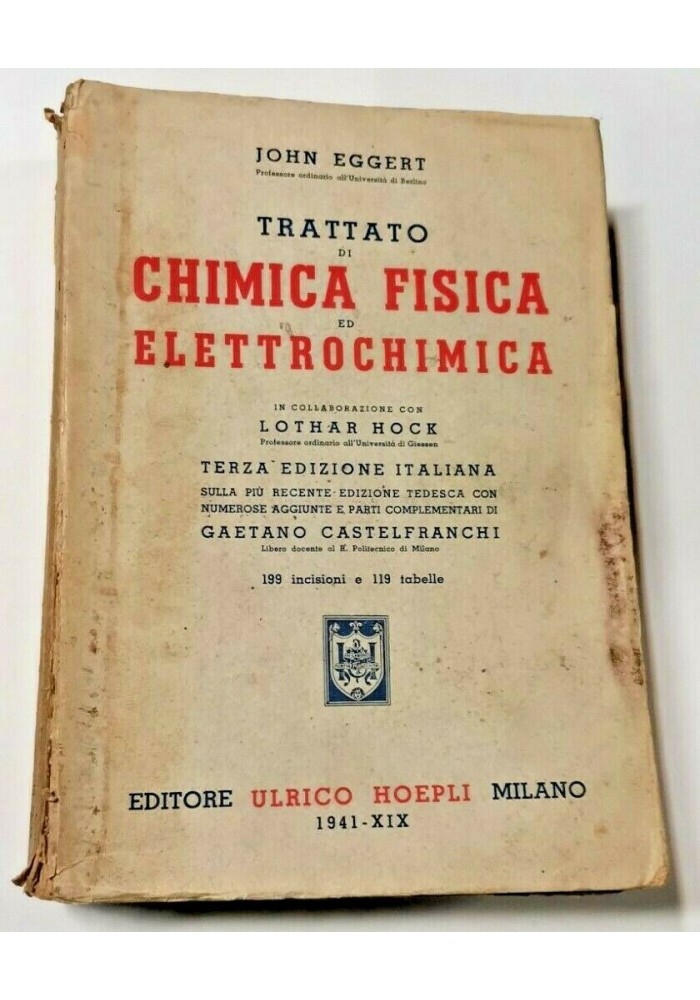 JOHN EGGERT
Professore ordinario all'Università di Berlino
TRATTATO
DI
CHIMICA FISICA
ED
ELETTROCHIMICA
IN COLLABORAZIONE CON
LOTHAR HOCK
Professore ordinario all'Università di Giessen
TERZA EDIZIONE ITALIANA
SULLA PIÙ RECENTE EDIZIONE TEDESCA CON
NUMEROSE AGGIUNTE E PARTI COMPLEMENTARI DI
GAETANO CASTELFRANCHI
Libero docente al R. Politecnico di Milano
199 incisioni e 119 tabelle
EDITORE ULRICO HOEPLI MILANO
1941-XIX